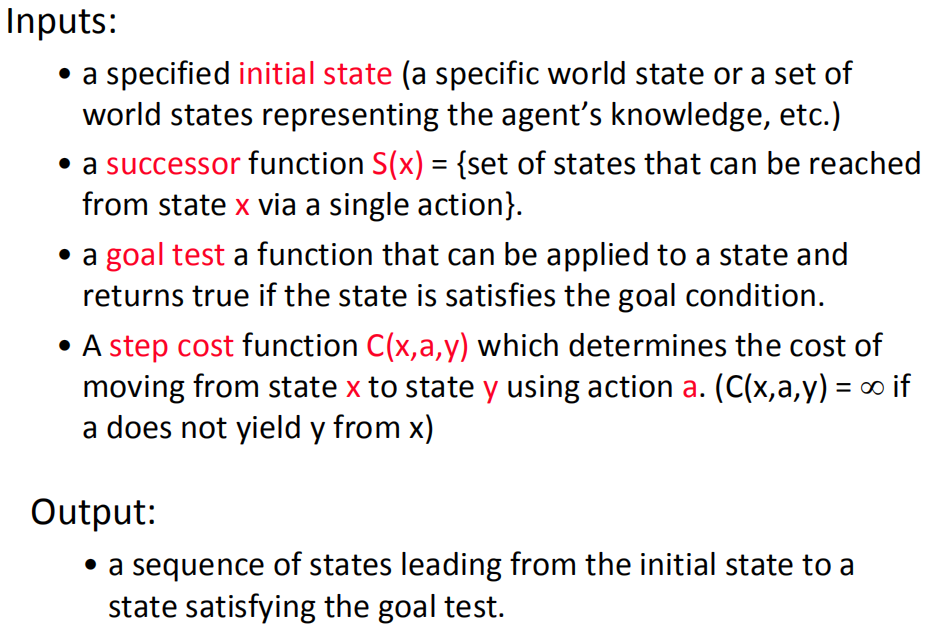 Inputs:
• a specified initial state (a specific world state or a set of
world states representing the agent’s knowledge, etc.)
• a successor function S(x) = {set of states that can be reached
from state x via a single action}.
• a goal test a function that can be applied to a state and
returns true if the state is satisfies the goal condition.
• A step cost function C(x,a,y) which determines the cost of
moving from state x to state y using action a. (C(x,a,y) = ∞ if
a does not yield y from x)
Output:
• a sequence of states leading from the initial state to a
state satisfying the goal test.